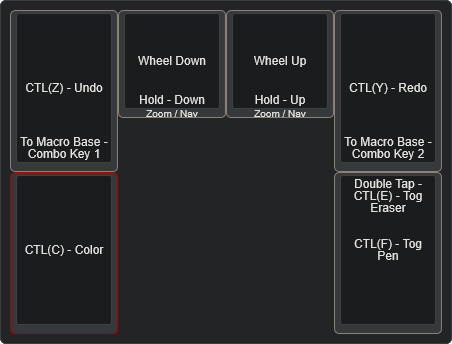 CTL(Z) - Undo
To Macro Base -
Combo Key 1
Wheel Down
Hold - Down
Zoom / Nav
Wheel Up
Hold - Up
Zoom / Nav
CTL(Y) - Redo
To Macro Base -
Combo Key 2
CTL(C) - Color
Double Tap -
CTL(E) - Tog
Eraser
CTL(F) - Tog
Pen